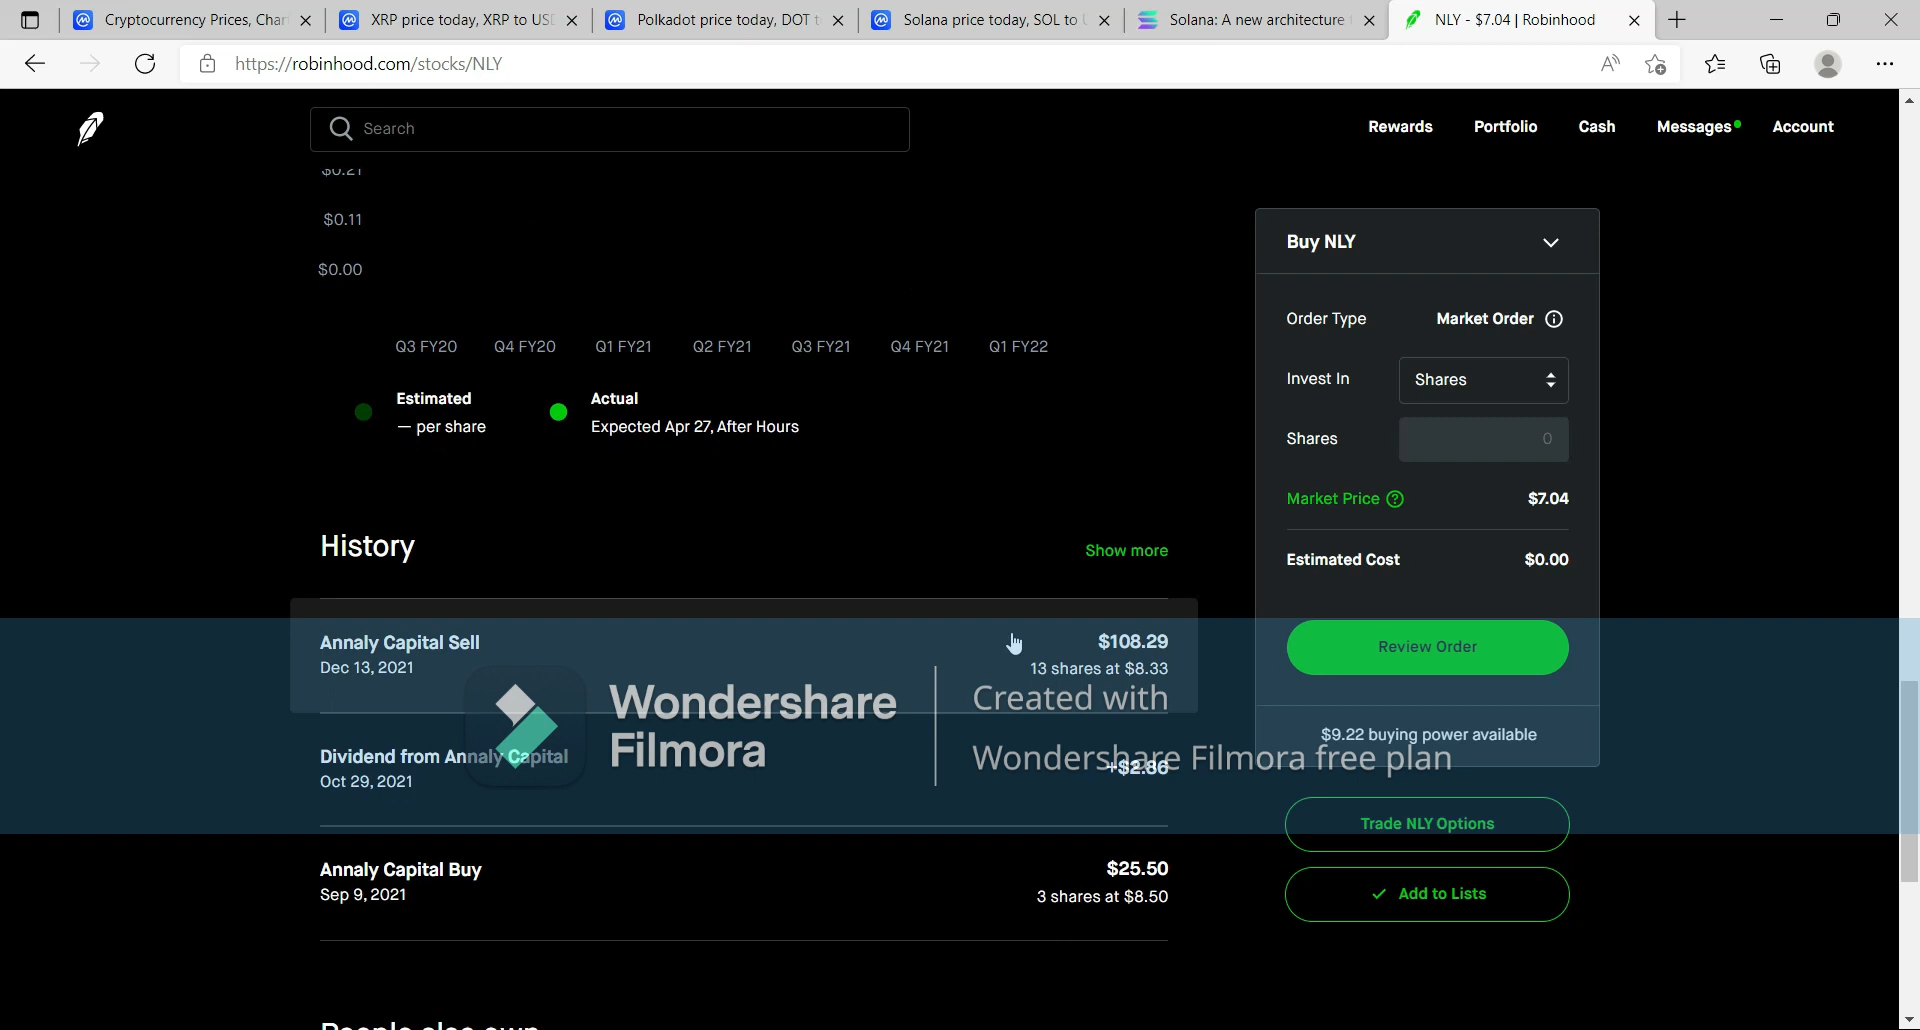 Cryptocurrency Prices, Char
XRP price today, XRP to USD
Polkadot price today, DOT t
Solana price today, SOL to U
Solana: A new architecture f
NLY - $7.04 | Robinhood
https://robinhood.com/stocks/NLY
Search
Rewards
Portfolio
Cash
Messages
Account
$0.21
$0.11
$0.00
Q3 FY20
Q4 FY20
Q1 FY21
Q2 FY21
Q3 FY21
Q4 FY21
Q1 FY22
Estimated
— per share
Actual
Expected Apr 27, After Hours
History
Show more
Annaly Capital Sell
Dec 13, 2021
$108.29
13 shares at $8.33
Dividend from Annaly Capital
Oct 29, 2021
+$2.86
Annaly Capital Buy
Sep 9, 2021
$25.50
3 shares at $8.50
People also own
Buy NLY
Order Type
Market Order
Invest In
Shares
Shares
0
Market Price
$7.04
Estimated Cost
$0.00
Review Order
$9.22 buying power available
Trade NLY Options
Add to Lists
Wondershare
Filmora
Created with
Wondershare Filmora free plan